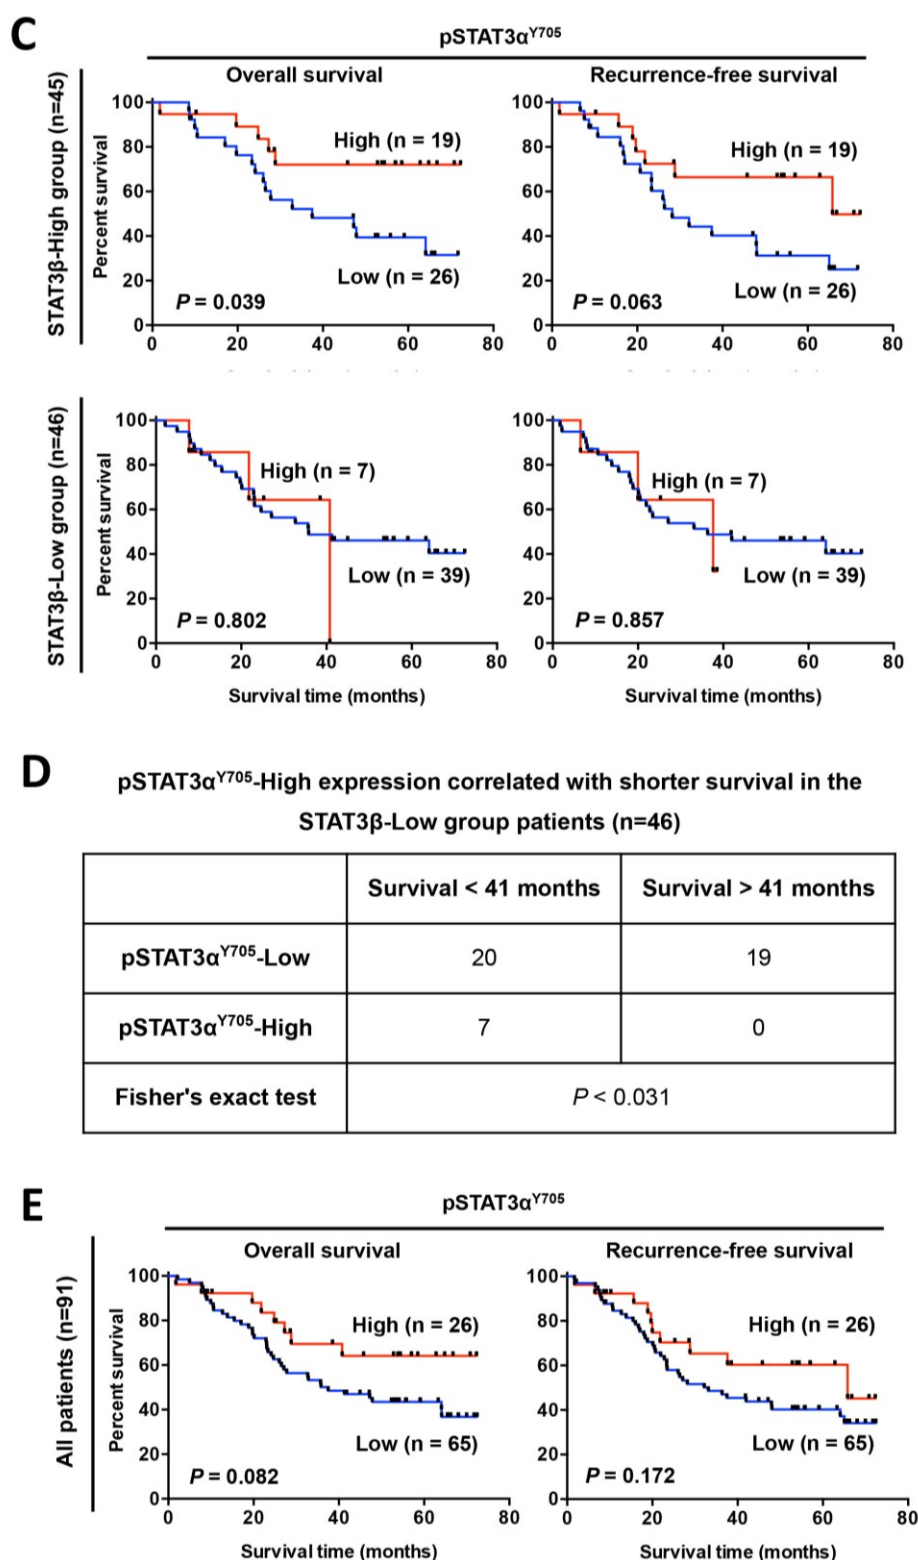 C
pSTAT3αY705
Overall survival
Recurrence-free survival
STAT3β-High group (n=45)
Percent survival
100
80
60
40
20
0
0 20 40 60 80
High (n = 19)
Low (n = 26)
P = 0.039
100
80
60
40
20
0
0 20 40 60 80
High (n = 19)
Low (n = 26)
P = 0.063
STAT3β-Low group (n=46)
Percent survival
100
80
60
40
20
0
0 20 40 60 80
High (n = 7)
Low (n = 39)
P = 0.802
Survival time (months)
100
80
60
40
20
0
0 20 40 60 80
High (n = 7)
Low (n = 39)
P = 0.857
Survival time (months)
D
pSTAT3αY705-High expression correlated with shorter survival in the
STAT3β-Low group patients (n=46)
Survival < 41 months Survival > 41 months
pSTAT3αY705-Low 20 19
pSTAT3αY705-High 7 0
Fisher's exact test P < 0.031
E
pSTAT3αY705
Overall survival
Recurrence-free survival
All patients (n=91)
Percent survival
100
80
60
40
20
0
0 20 40 60 80
High (n = 26)
Low (n = 65)
P = 0.082
Survival time (months)
100
80
60
40
20
0
0 20 40 60 80
High (n = 26)
Low (n = 65)
P = 0.172
Survival time (months)